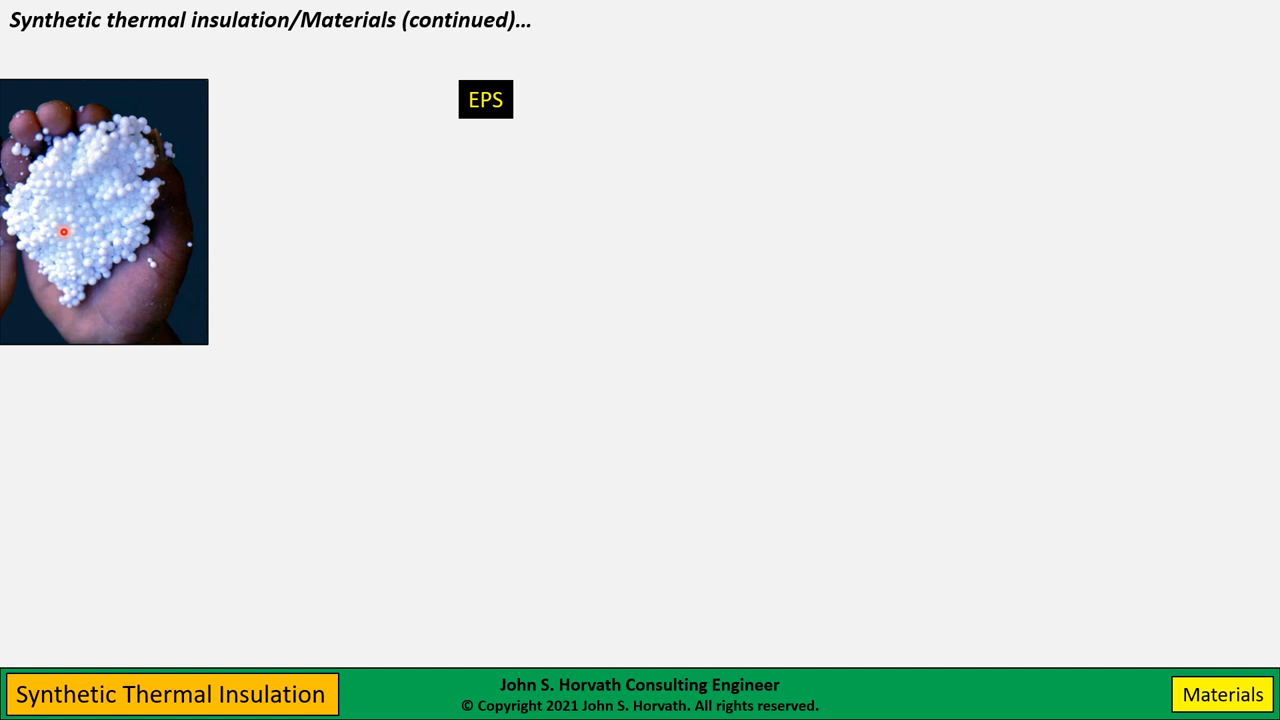 Synthetic thermal insulation/Materials (continued)…
EPS
Synthetic Thermal Insulation
John S. Horvath Consulting Engineer
© Copyright 2021 John S. Horvath. All rights reserved.
Materials